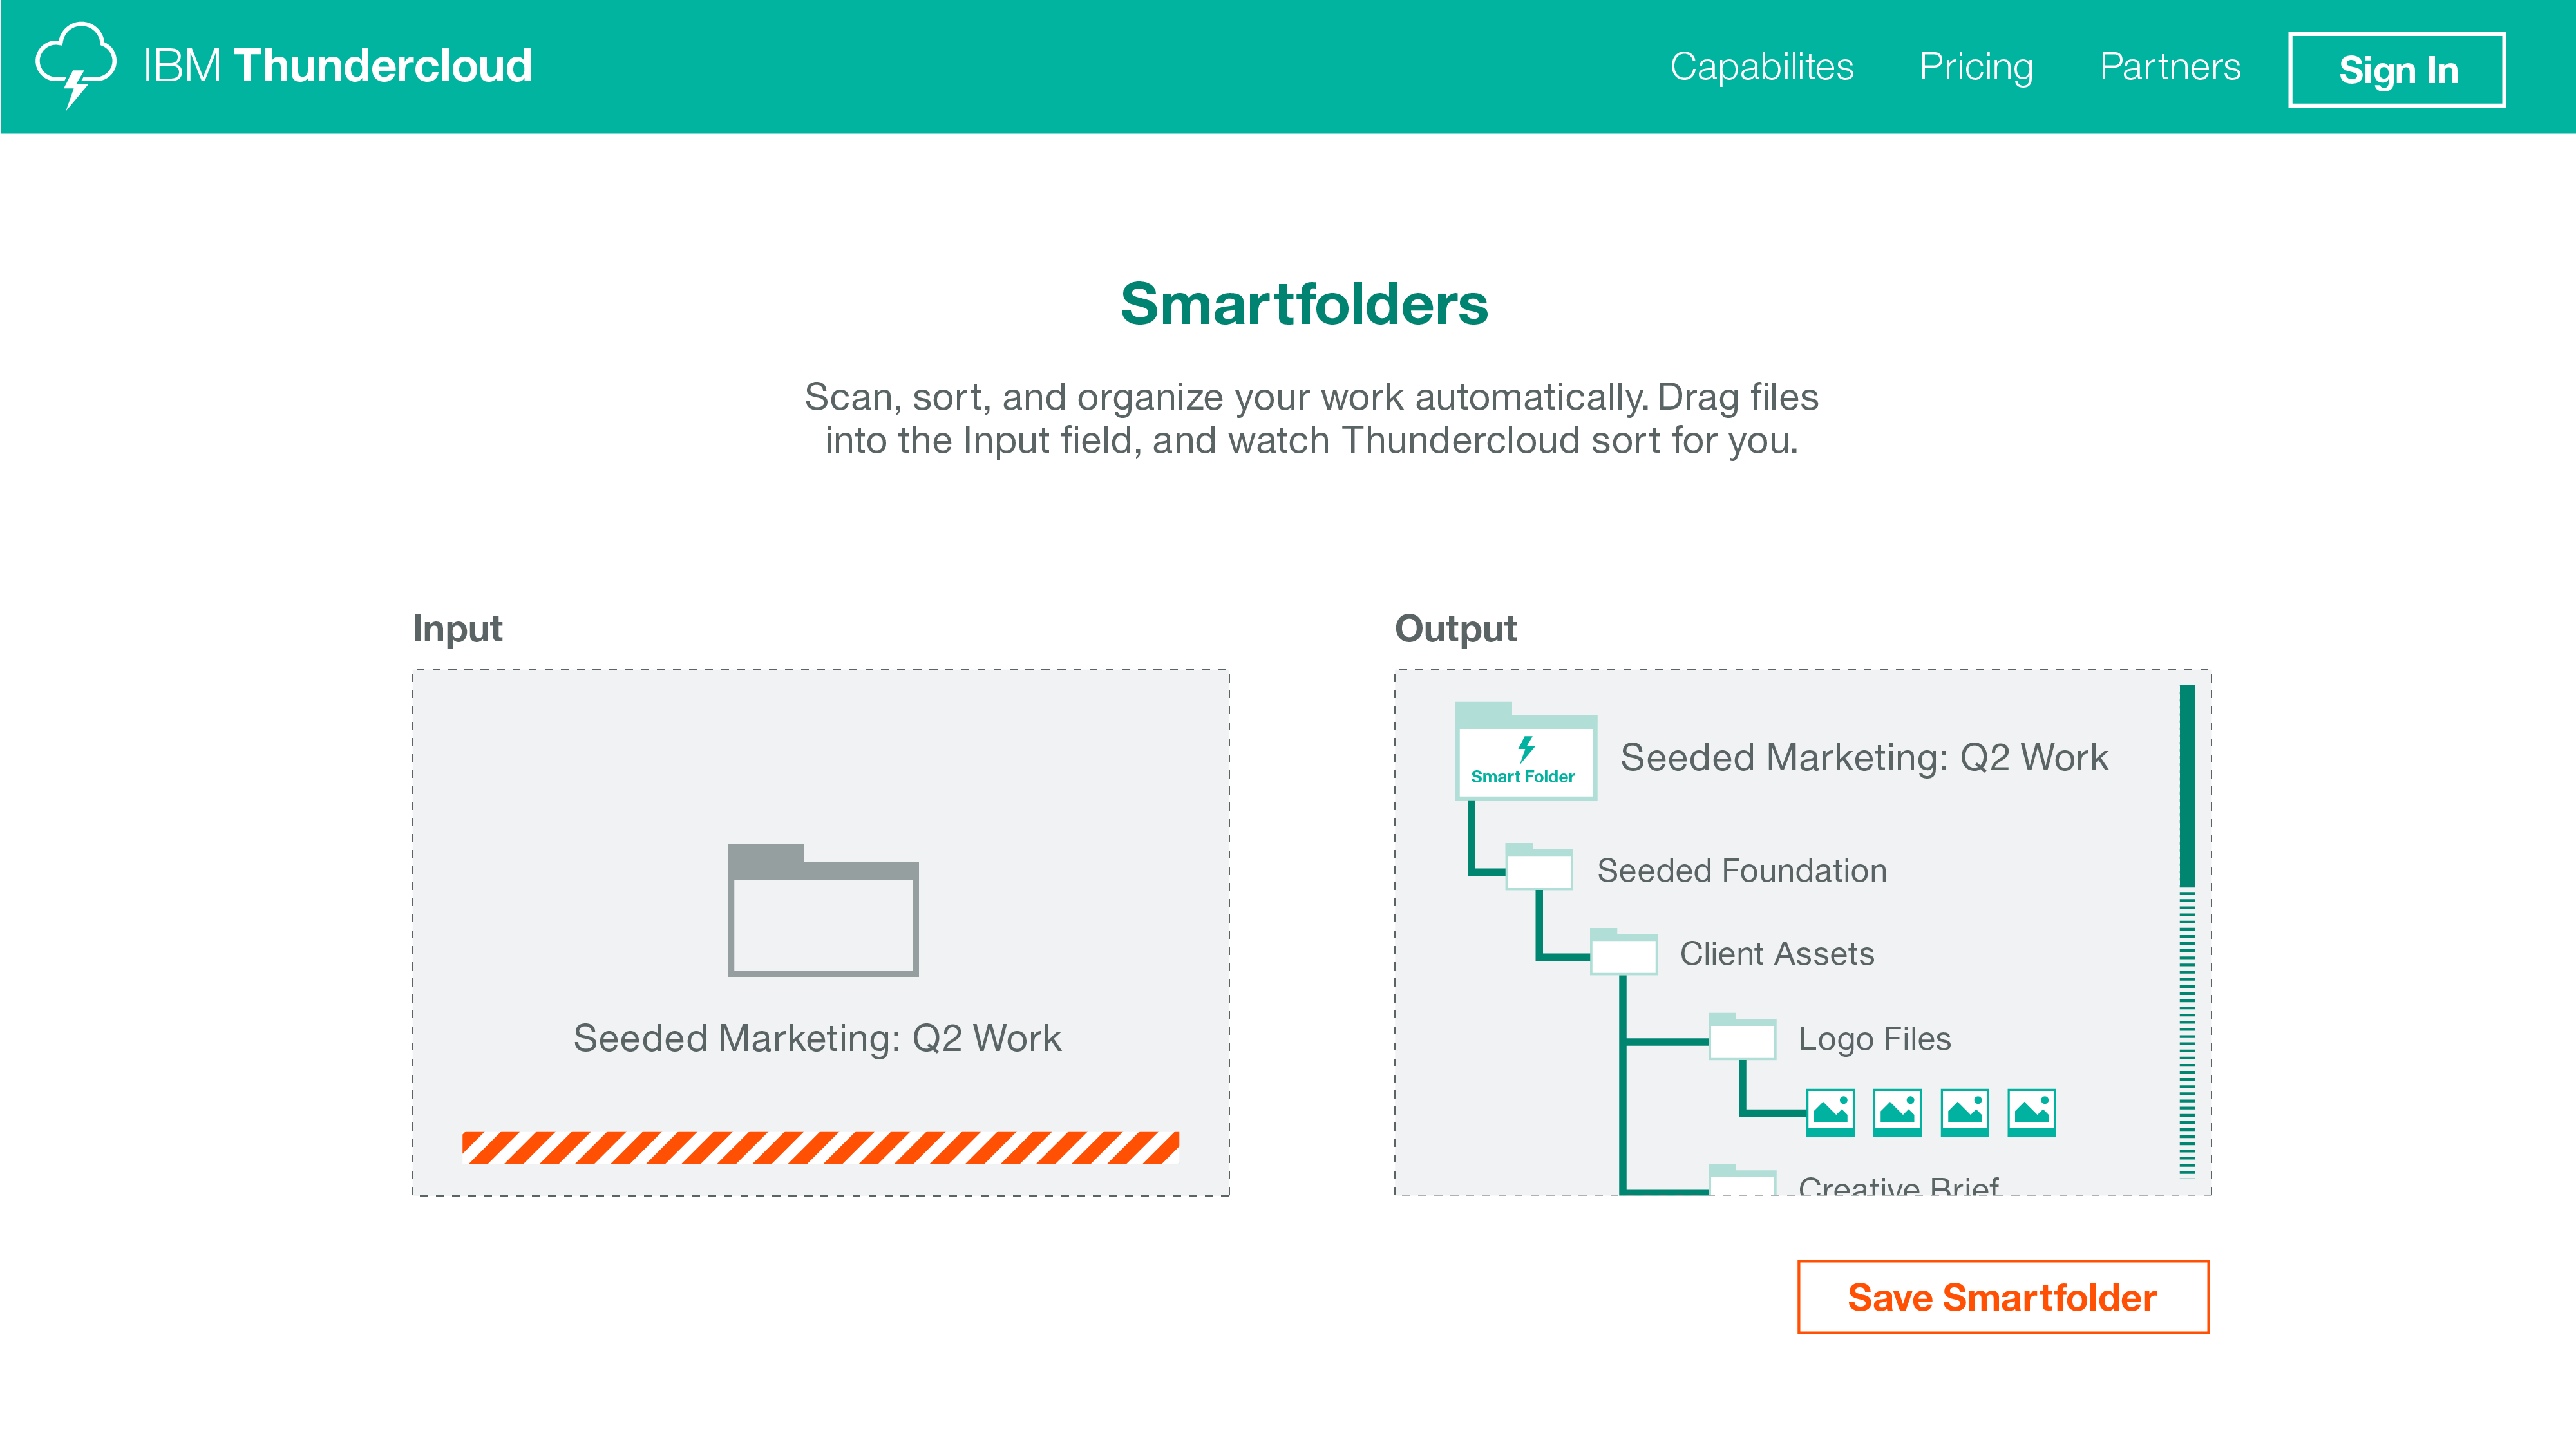 IBM Thundercloud
Capabilites
Pricing
Partners
Sign In
Smartfolders
Scan, sort, and organize your work automatically. Drag files
into the Input field, and watch Thundercloud sort for you.
Input
Seeded Marketing: Q2 Work
Output
Smart Folder
Seeded Marketing: Q2 Work
Seeded Foundation
Client Assets
Logo Files
Creative Brief
Save Smartfolder